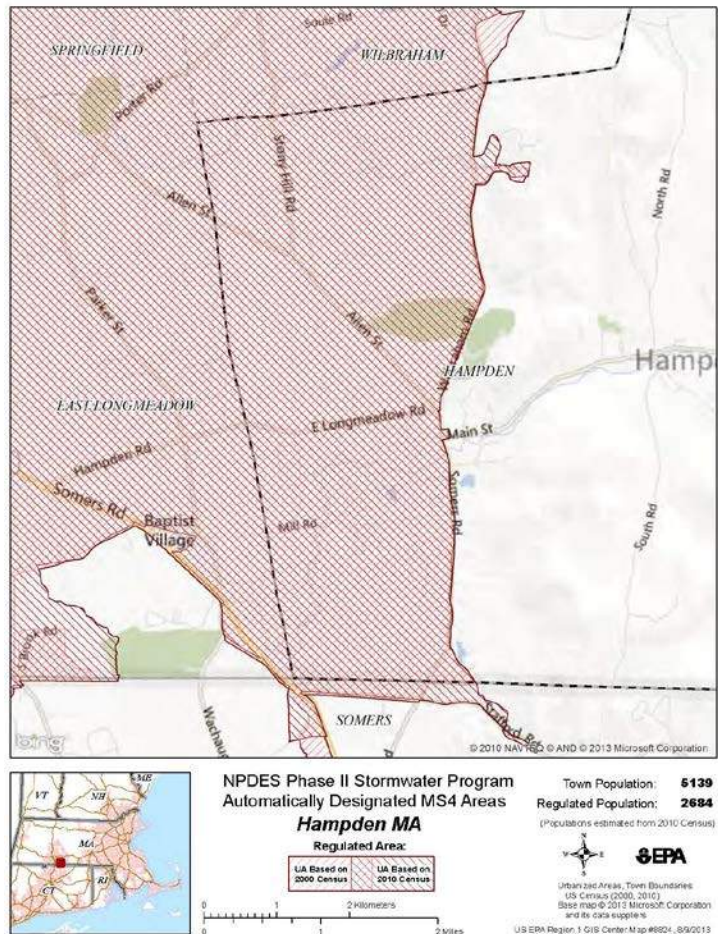 SPRINGFIELD
WILBRAHAM
Soule Rd
Porter Rd
Stony Hill Rd
North Rd
Allen St
Parker St
Allen St
HAMPDEN
EAST LONGMEADOW
E Longmeadow Rd
Main St
Hampden Rd
Somers Rd
Somers Rd
Baptist
Village
Mill Rd
South Rd
SOMERS
bing
© 2010 NAVTEQ © AND © 2013 Microsoft Corporation
VT
NH
ME
MA
CT
RI
NPDES Phase II Stormwater Program
Automatically Designated MS4 Areas
Hampden MA
Regulated Area:
UA Based on
2000 Census
UA Based on
2010 Census
0 1 2 Kilometers
0 1 2 Miles
Town Population: 5139
Regulated Population: 2684
(Populations estimated from 2010 Census)
N
W E
S
EPA
Urbanized Areas, Town Boundaries:
US Census (2000, 2010)
Base map © 2013 Microsoft Corporation
and its data suppliers
US EPA Region 1 GIS Center Map #8824, 8/9/2013